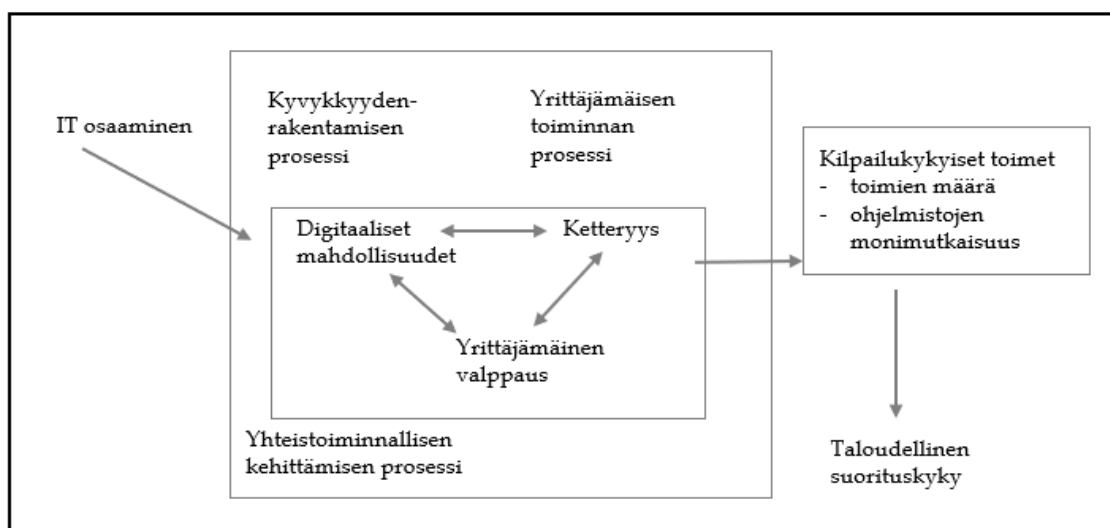 IT osaaminen
Kyvykkyyden-
rakentamisen
prosessi
Yrittäjämäisen
toiminnan
prosessi
Digitaaliset
mahdollisuudet
Ketteryys
Yrittäjämäinen
valppaus
Yhteistoiminnallisen
kehittämisen prosessi
Kilpailukykyiset toimet
- toimien määrä
- ohjelmistojen
monimutkaisuus
Taloudellinen
suorituskyky